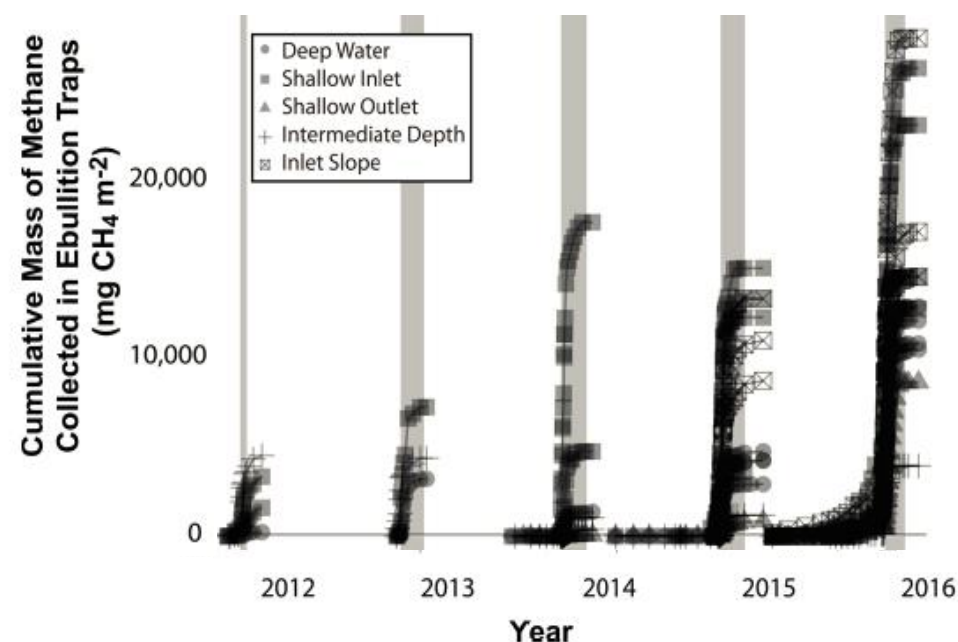 Cumulative Mass of Methane
Collected in Ebullition Traps
(mg CH4 m-2)
Deep Water
Shallow Inlet
Shallow Outlet
Intermediate Depth
Inlet Slope
20,000
10,000
0
2012
2013
2014
2015
2016
Year